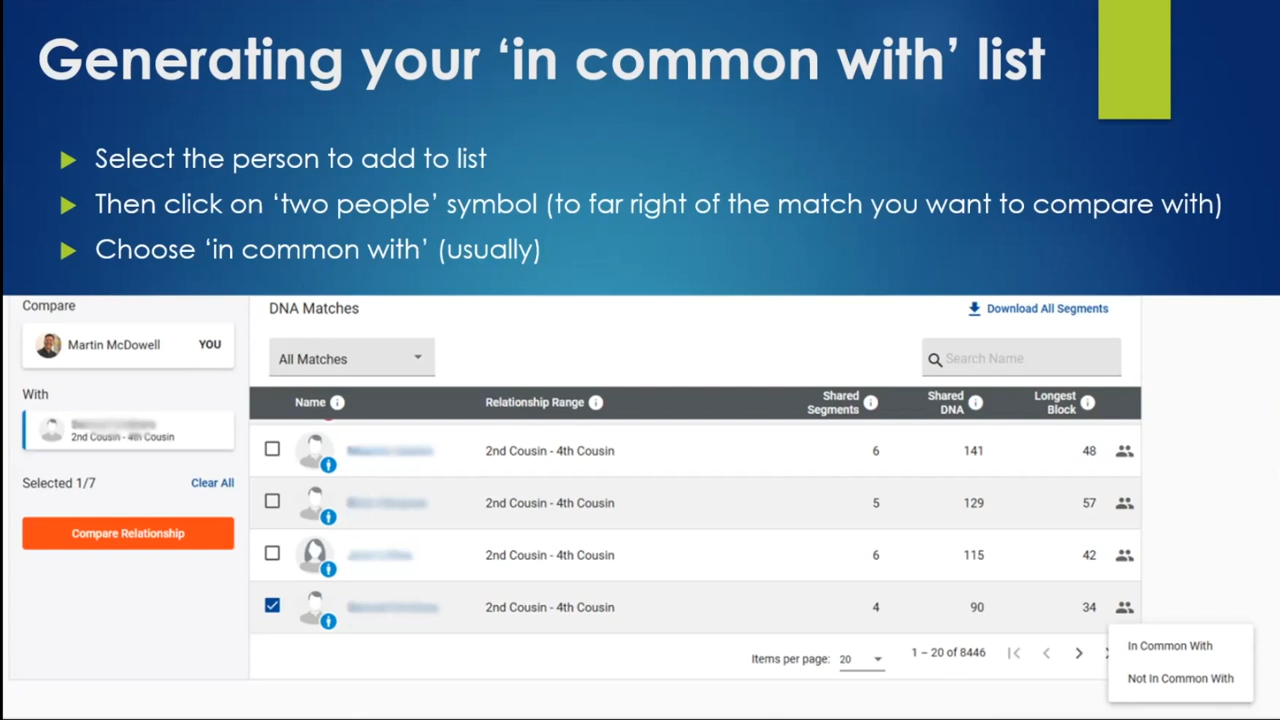 Generating your ‘in common with’ list
Select the person to add to list
Then click on ‘two people’ symbol (to far right of the match you want to compare with)
Choose ‘in common with’ (usually)
Compare
Martin McDowell YOU
With
2nd Cousin - 4th Cousin
Selected 1/7 Clear All
Compare Relationship
DNA Matches Download All Segments
All Matches Search Name
Name Relationship Range Shared Segments Shared DNA Longest Block
2nd Cousin - 4th Cousin 6 141 48
2nd Cousin - 4th Cousin 5 129 57
2nd Cousin - 4th Cousin 6 115 42
2nd Cousin - 4th Cousin 4 90 34
Items per page: 20 1 – 20 of 8446
In Common With
Not In Common With